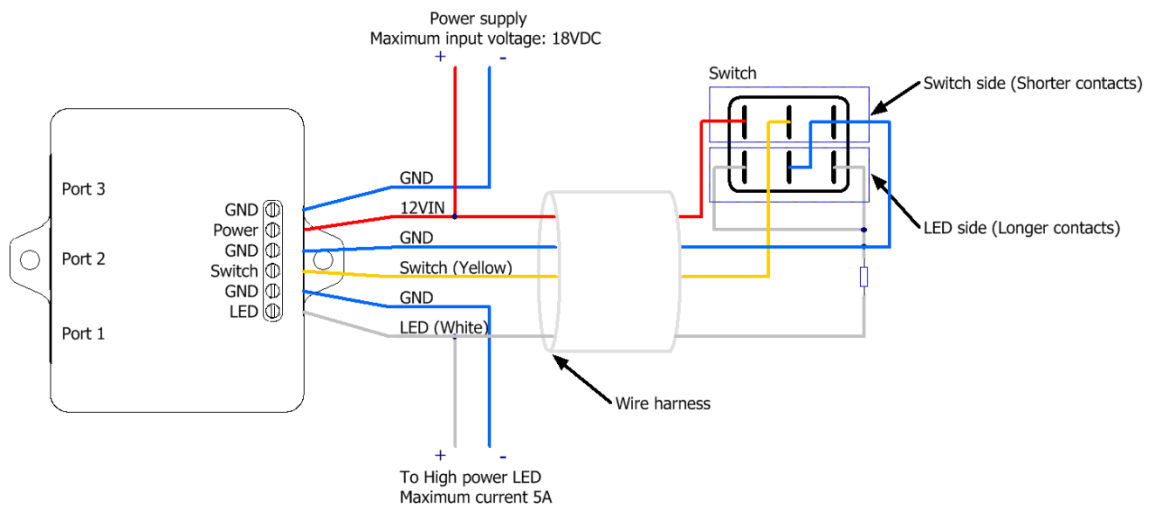 Power supply
Maximum input voltage: 18VDC
+ -
Switch
Switch side (Shorter contacts)
LED side (Longer contacts)
Port 3
Port 2
Port 1
GND
Power
GND
Switch
GND
LED
GND
12VIN
GND
Switch (Yellow)
GND
LED (White)
Wire harness
+ -
To High power LED
Maximum current 5A